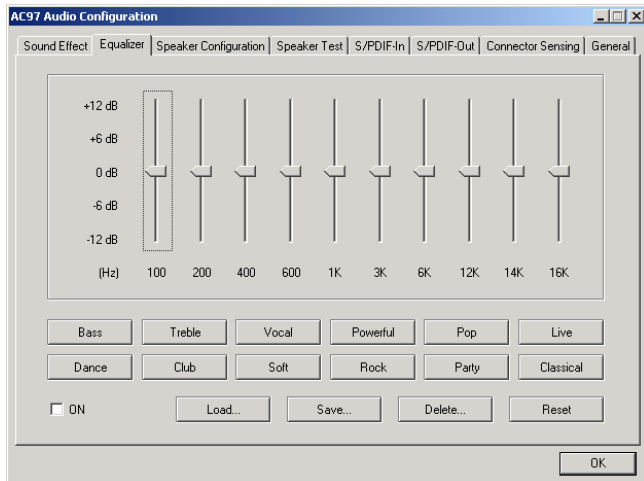 AC97 Audio Configuration
Sound Effect Equalizer Speaker Configuration Speaker Test S/PDIF-In S/PDIF-Out Connector Sensing General
+12 dB
+6 dB
0 dB
-6 dB
-12 dB
(Hz) 100 200 400 600 1K 3K 6K 12K 14K 16K
Bass Treble Vocal Powerful Pop Live
Dance Club Soft Rock Party Classical
ON Load... Save... Delete... Reset
OK